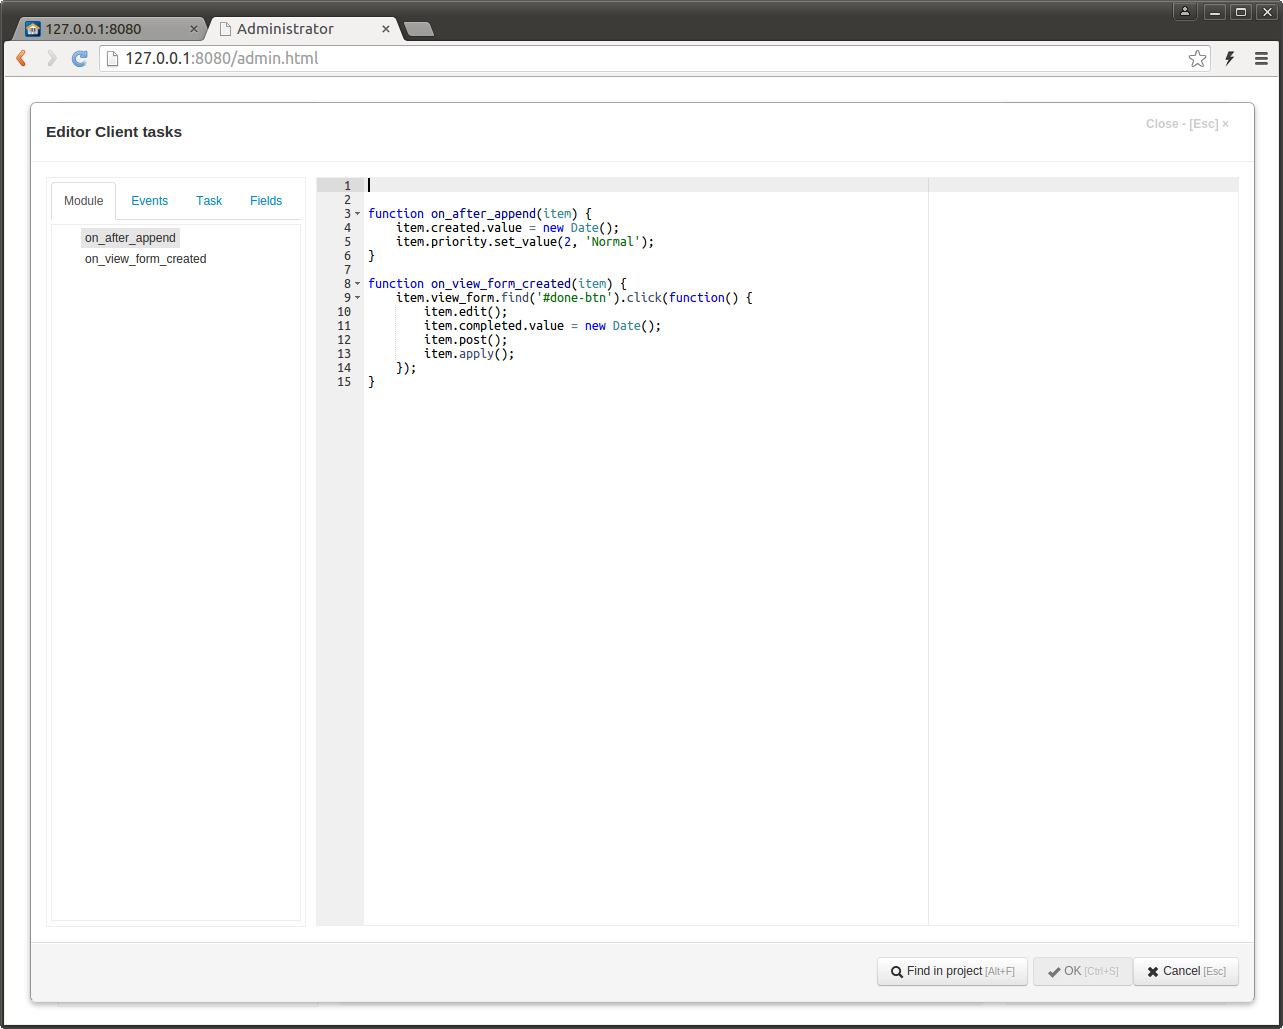 127.0.0.1:8080 ×
Administrator ×
127.0.0.1:8080/admin.html
Editor Client tasks
Close - [Esc] ×
Module Events Task Fields
on_after_append
on_view_form_created
1
2
3 function on_after_append(item) {
4 item.created.value = new Date();
5 item.priority.set_value(2, 'Normal');
6 }
7
8 function on_view_form_created(item) {
9 item.view_form.find('#done-btn').click(function() {
10 item.edit();
11 item.completed.value = new Date();
12 item.post();
13 item.apply();
14 });
15 }
Find in project [Alt+F] OK [Ctrl+S] Cancel [Esc]